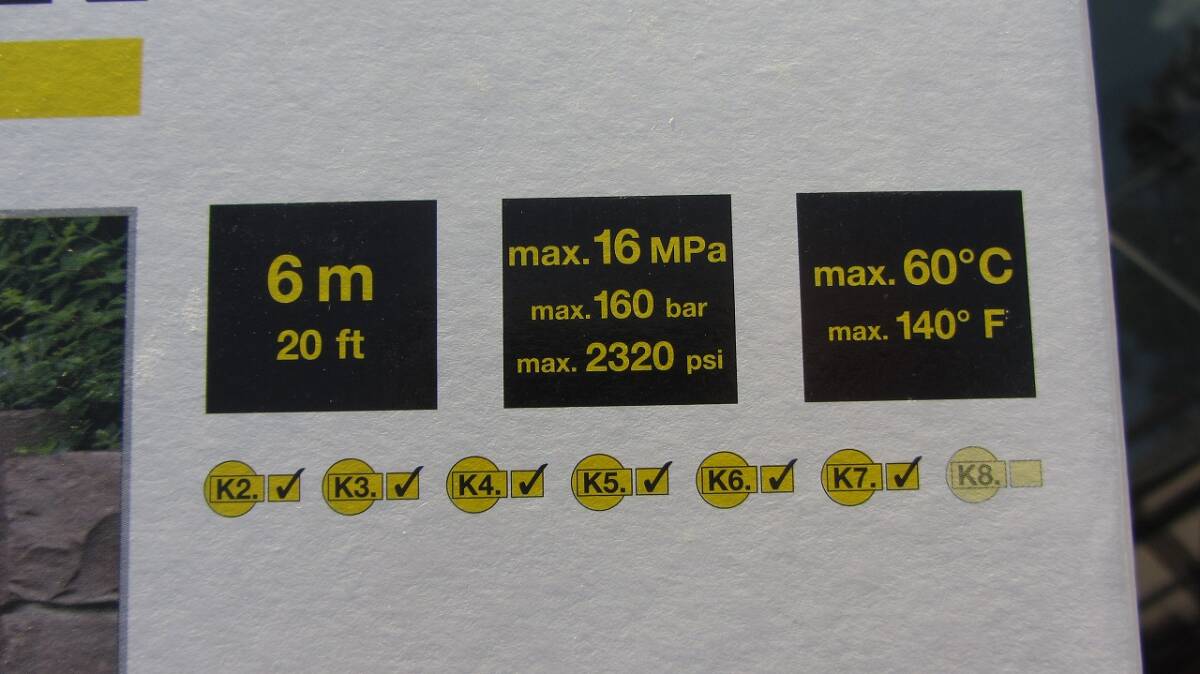 6 m
20 ft
max. 16 MPa
max. 160 bar
max. 2320 psi
max. 60°C
max. 140° F
K2. ✓ K3. ✓ K4. ✓ K5. ✓ K6. ✓ K7. ✓ K8.